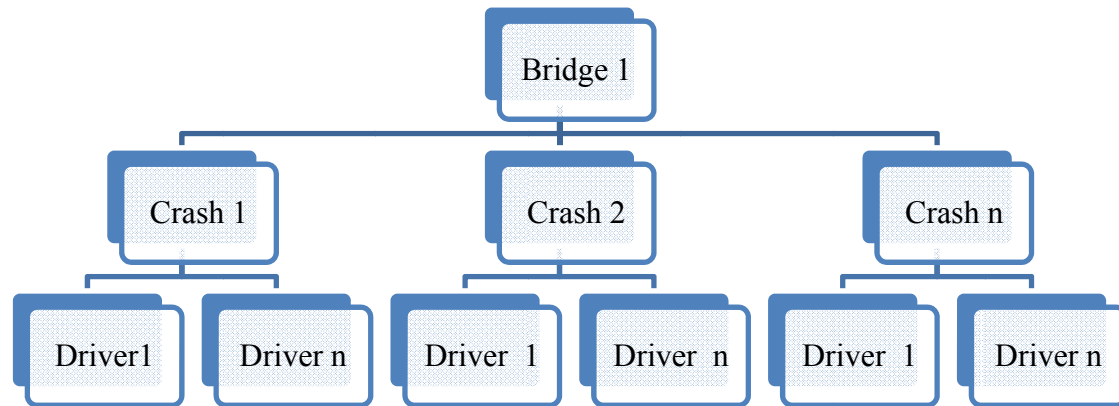 Bridge 1
Crash 1
Crash 2
Crash n
Driver1
Driver n
Driver  1
Driver  n
Driver  1
Driver n